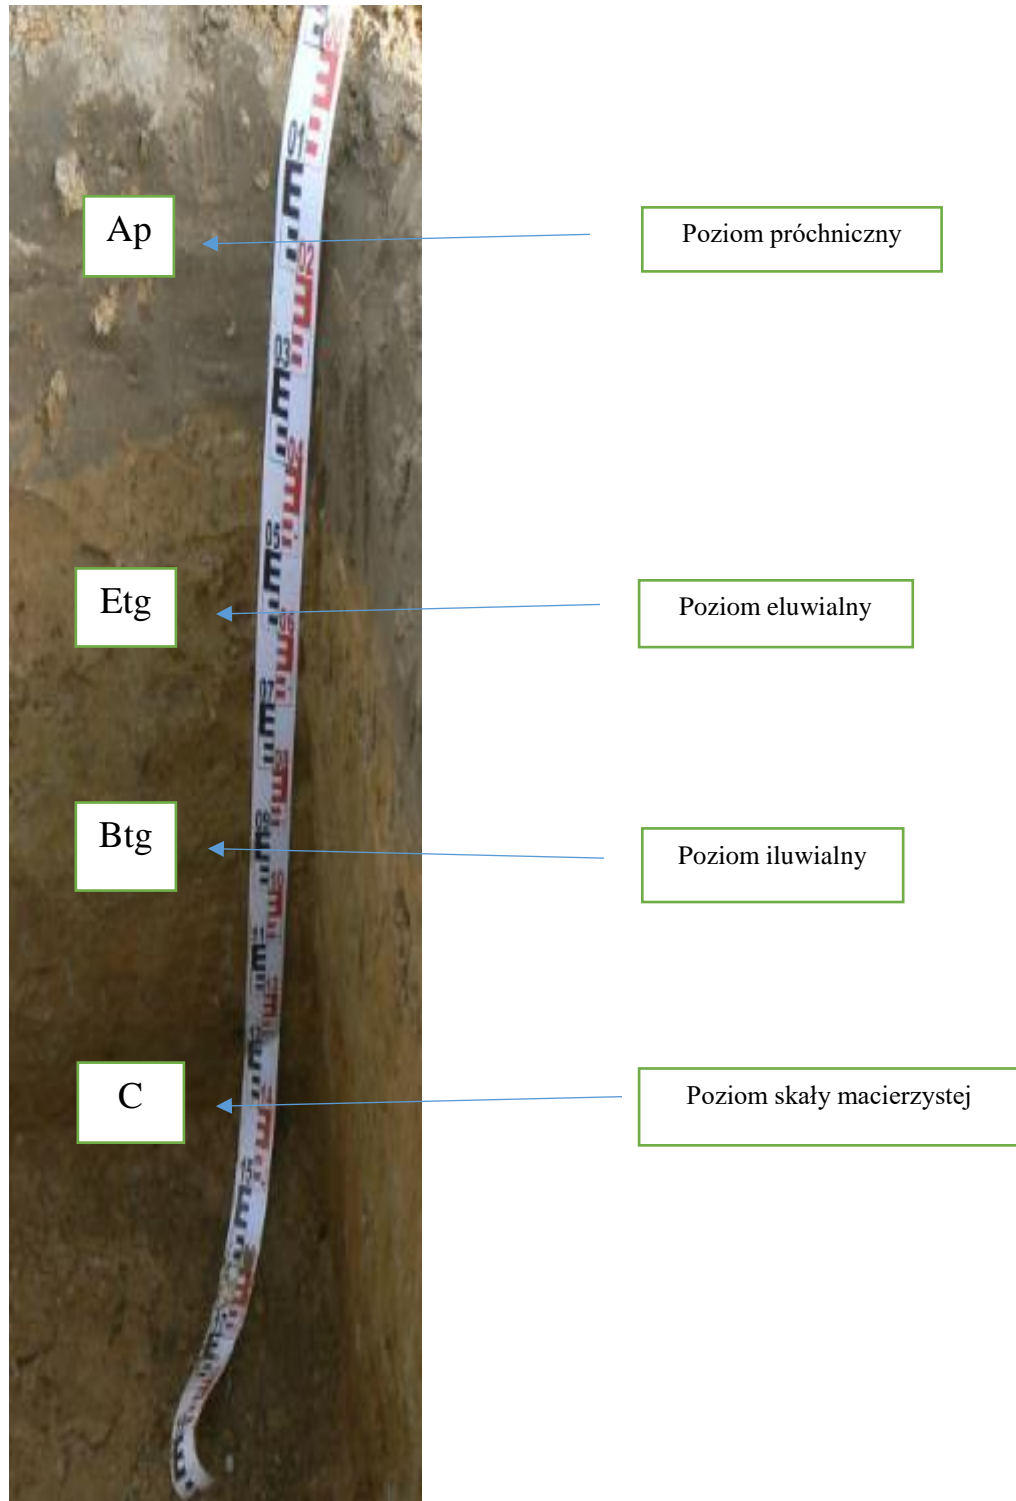 Ap
Poziom próchniczny
Etg
Poziom eluwialny
Btg
Poziom iluwialny
C
Poziom skały macierzystej